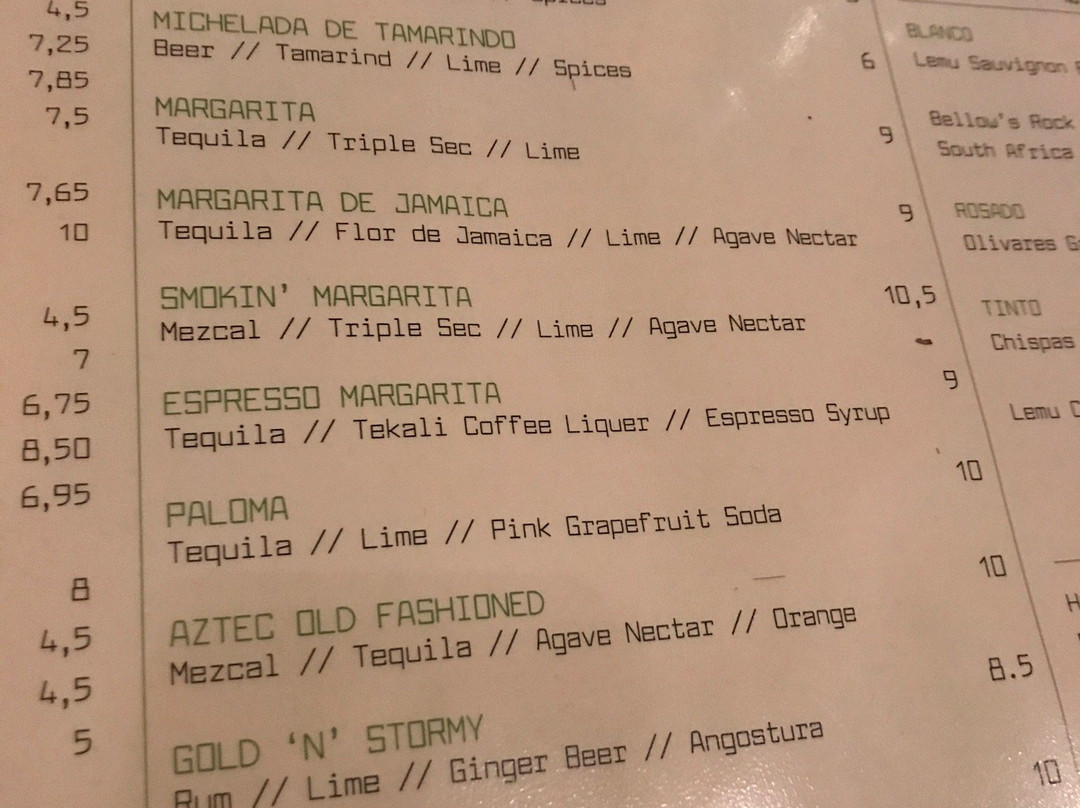 4,5
7,25
7,85
7,5
7,65
10
4,5
7
6,75
8,50
6,95
8
4,5
4,5
5
MICHELADA DE TAMARINDO
Beer // Tamarind // Lime // Spices
6
MARGARITA
Tequila // Triple Sec // Lime
9
MARGARITA DE JAMAICA
9
Tequila // Flor de Jamaica // Lime // Agave Nectar
SMOKIN' MARGARITA
10,5
Mezcal // Triple Sec // Lime // Agave Nectar
ESPRESSO MARGARITA
9
Tequila // Tekali Coffee Liquer // Espresso Syrup
PALOMA
10
Tequila // Lime // Pink Grapefruit Soda
AZTEC OLD FASHIONED
10
Mezcal // Tequila // Agave Nectar // Orange
GOLD 'N' STORMY
8.5
Rum // Lime // Ginger Beer // Angostura
10
BLANCO
Lemu Sauvignon
Bellow's Rock
South Africa
ROSADO
Olivares
TINTO
Chispas
Lemu